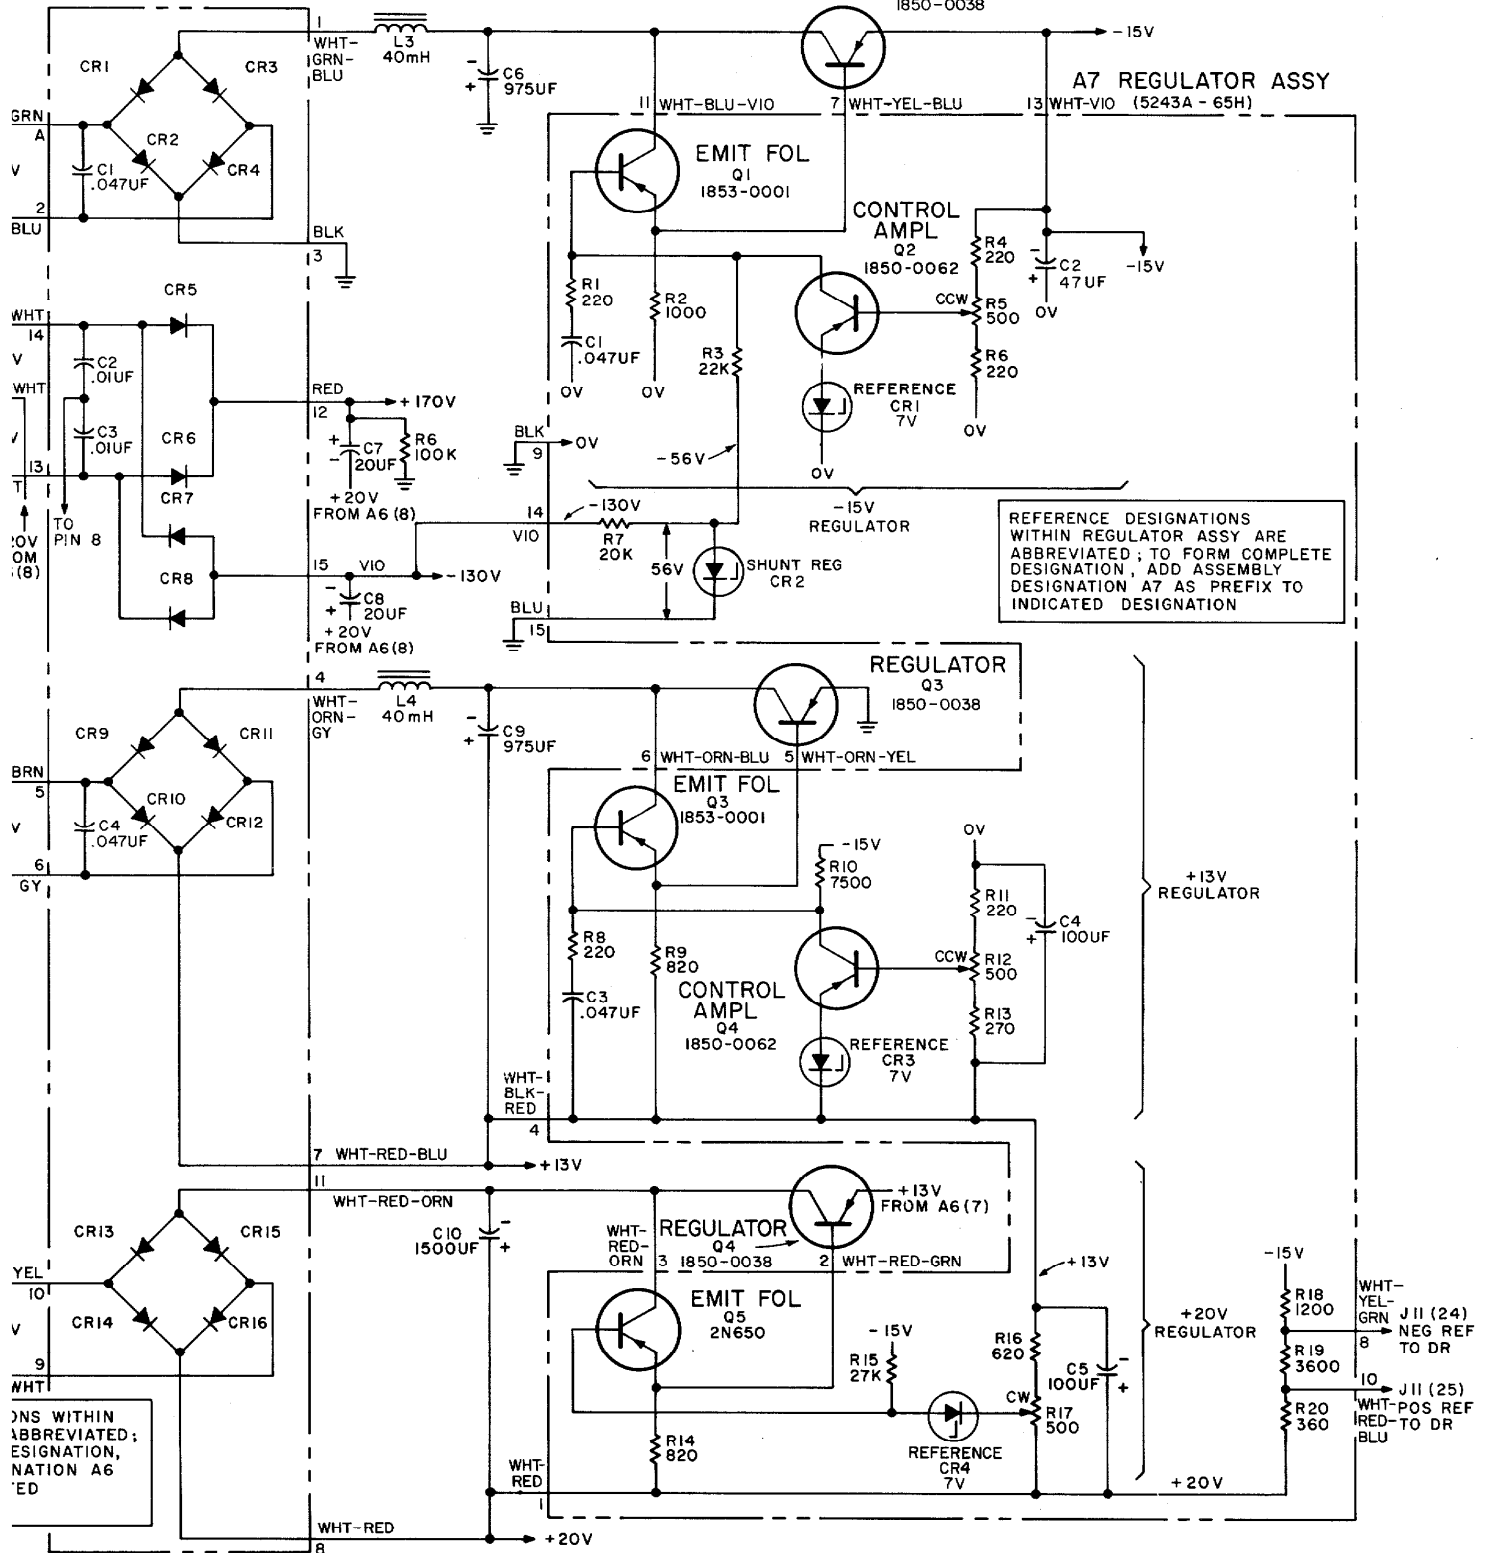 1850-0038
1
WHT-
GRN-
BLU
L3
40mH
-15V
CR1
CR3
-
C6
+
975UF
A7 REGULATOR ASSY
(5243A-65H)
11
WHT-BLU-VIO
7
WHT-YEL-BLU
13
WHT-VIO
GRN
A
CR2
V
C1
.047UF
CR4
EMIT FOL
Q1
1853-0001
2
BLU
BLK
3
CONTROL
AMPL
Q2
1850-0062
R4
220
-
C2
+
47UF
-15V
0V
CR5
R1
220
R2
1000
CCW
R5
500
WHT
14
V
C2
.01UF
C1
.047UF
R3
22K
R6
220
WHT
RED
12
+170V
0V
0V
REFERENCE
CR1
7V
0V
V
C3
.01UF
CR6
+
-
C7
20UF
R6
100K
BLK
9
0V
-56V
0V
13
T
CR7
+20V
FROM A6(8)
-15V
REGULATOR
20V
OM
(8)
TO
PIN 8
14
VIO
-130V
R7
20K
REFERENCE DESIGNATIONS
WITHIN REGULATOR ASSY ARE
ABBREVIATED; TO FORM COMPLETE
DESIGNATION, ADD ASSEMBLY
DESIGNATION A7 AS PREFIX TO
INDICATED DESIGNATION
CR8
15
VIO
-130V
56V
SHUNT REG
CR2
-
+
C8
20UF
+20V
FROM A6(8)
BLU
15
4
WHT-
ORN-
GY
L4
40mH
REGULATOR
Q3
1850-0038
CR9
CR11
-
C9
+
975UF
6
WHT-ORN-BLU
5
WHT-ORN-YEL
BRN
5
CR10
EMIT FOL
Q3
1853-0001
V
C4
.047UF
CR12
-15V
0V
6
GY
R10
7500
R11
220
-
C4
+
100UF
+13V
REGULATOR
R8
220
R9
820
CCW
R12
500
C3
.047UF
CONTROL
AMPL
Q4
1850-0062
R13
270
REFERENCE
CR3
7V
WHT-
BLK-
RED
4
7
WHT-RED-BLU
+13V
11
WHT-RED-ORN
+13V
FROM A6(7)
CR13
CR15
C10
1500UF
-
+
WHT-
RED-
ORN
3
REGULATOR
Q4
1850-0038
2
WHT-RED-GRN
YEL
10
+13V
-15V
V
CR14
CR16
EMIT FOL
Q5
2N650
-15V
R16
620
+20V
REGULATOR
R18
1200
WHT-
YEL-
GRN
8
J11(24)
NEG REF
TO DR
9
WHT
R15
27K
C5
100UF
-
+
R19
3600
CW
R17
500
10
WHT-
RED-
BLU
J11(25)
POS REF
TO DR
R20
360
ONS WITHIN
ABBREVIATED;
ESIGNATION,
NATION A6
TED
R14
820
REFERENCE
CR4
7V
WHT-
RED
1
+20V
WHT-RED
8
+20V